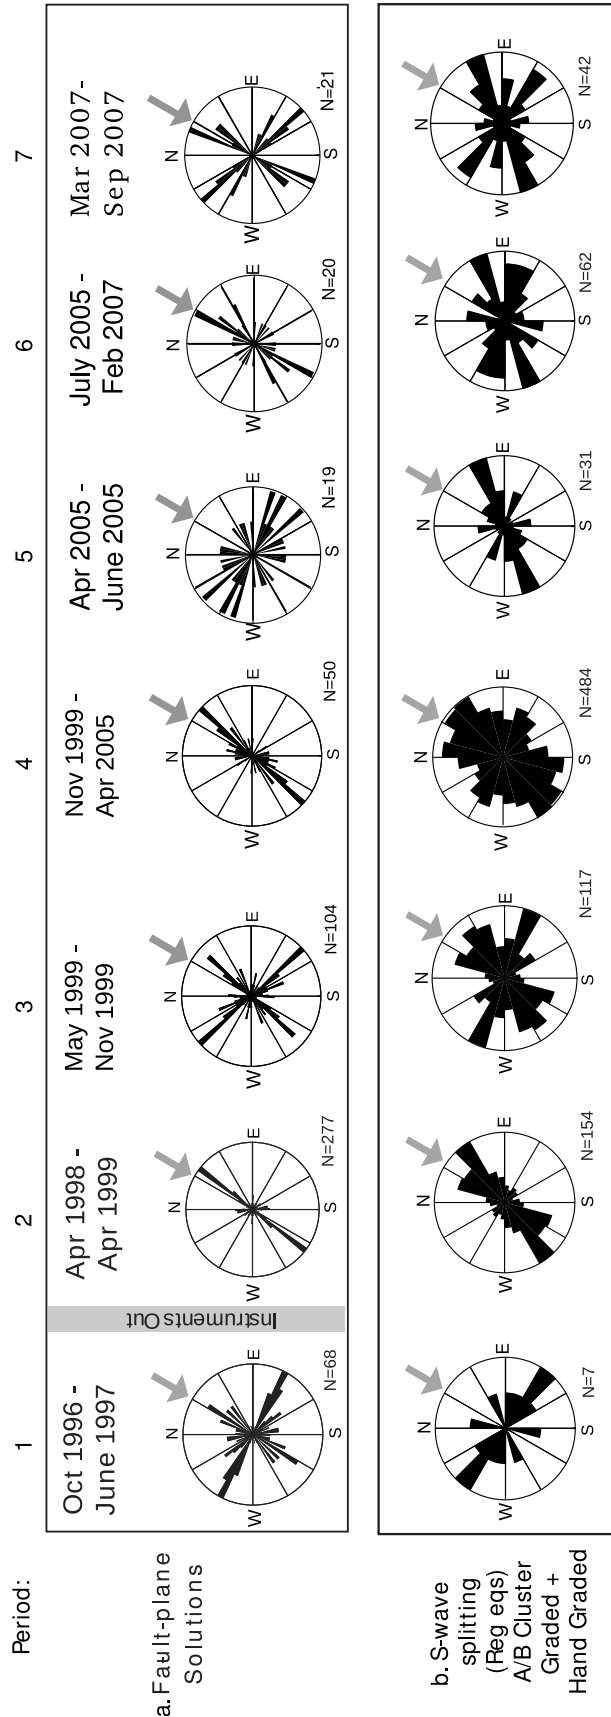 Period:
1
2
3
4
5
6
7
a. Fault-plane
Solutions
Oct 1996 -
June 1997
N
E
S
W
N=68
Instruments Out
Apr 1998 -
Apr 1999
N
E
S
W
N=277
May 1999 -
Nov 1999
N
E
S
W
N=104
Nov 1999 -
Apr 2005
N
E
S
W
N=50
Apr 2005 -
June 2005
N
E
S
W
N=19
July 2005 -
Feb 2007
N
E
S
W
N=20
Mar 2007-
Sep 2007
N
E
S
W
N=21
b. S-wave
splitting
(Reg eqs)
A/B Cluster
Graded +
Hand Graded
N
E
S
W
N=7
N
E
S
W
N=154
N
E
S
W
N=117
N
E
S
W
N=484
N
E
S
W
N=31
N
E
S
W
N=62
N
E
S
W
N=42